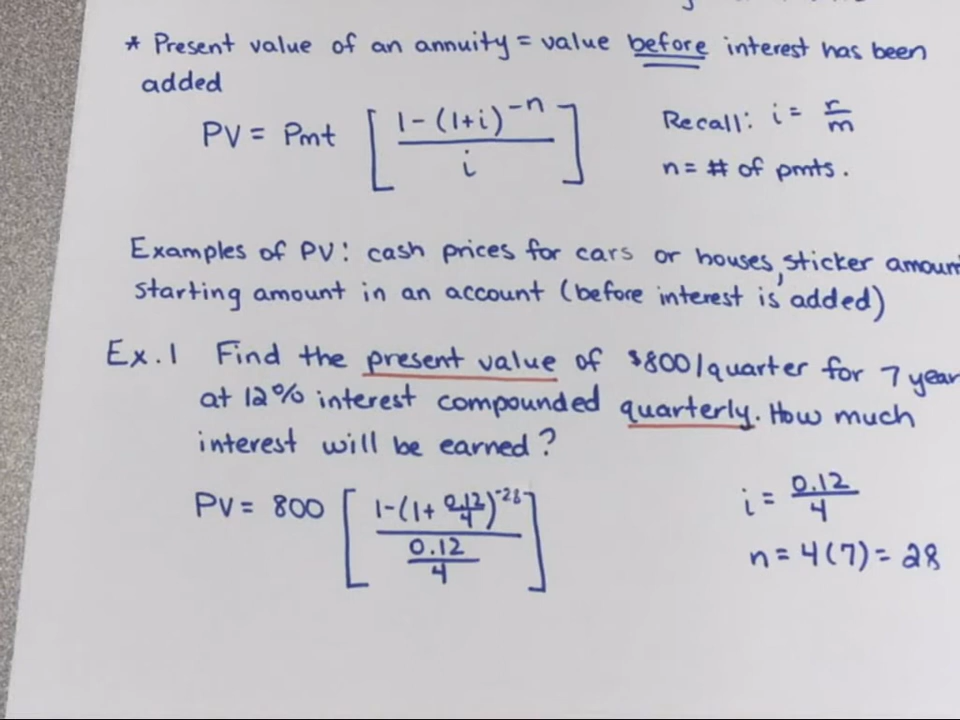 * Present value of an annuity = value before interest has been
added
PV = Pmt [ 1-(1+i)^-n / i ] Recall: i = r/m
n = # of pmts.
Examples of PV: cash prices for cars or houses, sticker amoun
starting amount in an account (before interest is added)
Ex.1 Find the present value of $800/quarter for 7 year
at 12% interest compounded quarterly. How much
interest will be earned?
PV = 800 [ 1-(1+ 0.12/4)^-28 / 0.12/4 ] i = 0.12/4
n = 4(7) = 28